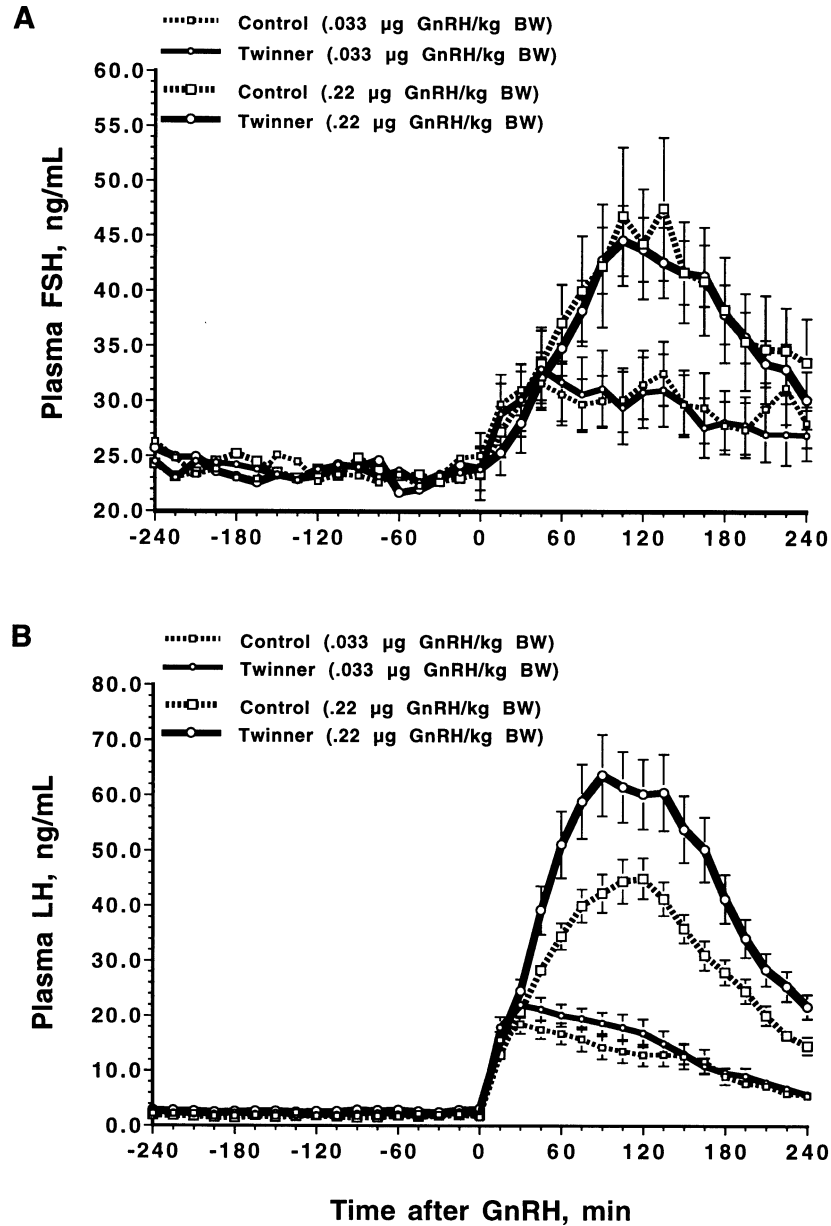 A
Control (.033 µg GnRH/kg BW)
Twinner (.033 µg GnRH/kg BW)
Control (.22 µg GnRH/kg BW)
Twinner (.22 µg GnRH/kg BW)
Plasma FSH, ng/mL
60.0
55.0
50.0
45.0
40.0
35.0
30.0
25.0
20.0
-240 -180 -120 -60 0 60 120 180 240
B
Control (.033 µg GnRH/kg BW)
Twinner (.033 µg GnRH/kg BW)
Control (.22 µg GnRH/kg BW)
Twinner (.22 µg GnRH/kg BW)
Plasma LH, ng/mL
80.0
70.0
60.0
50.0
40.0
30.0
20.0
10.0
0.0
-240 -180 -120 -60 0 60 120 180 240
Time after GnRH, min